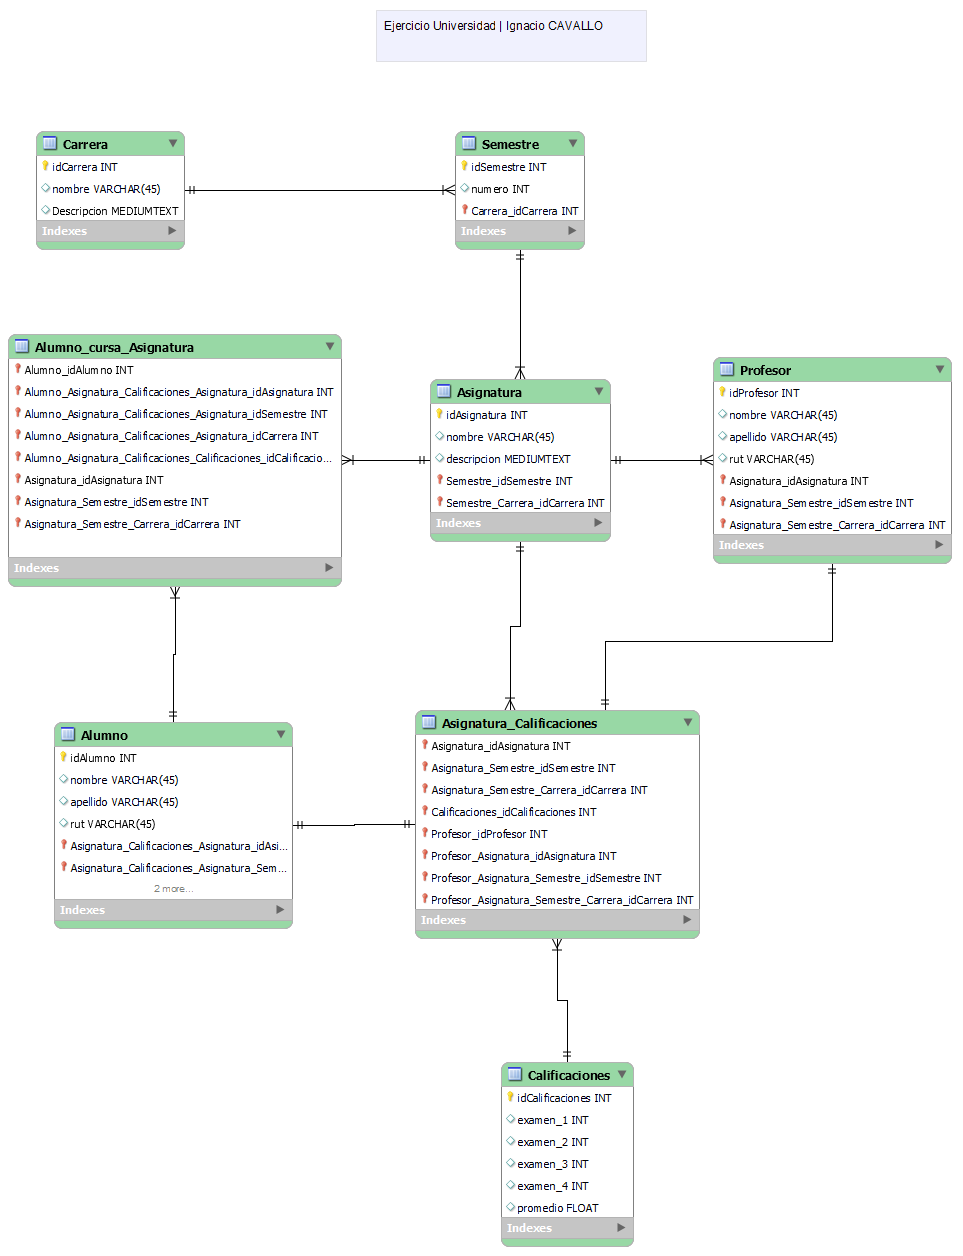 Ejercicio Universidad | Ignacio CAVALLO
Carrera
idCarrera INT
nombre VARCHAR(45)
Descripcion MEDIUMTEXT
Indexes
Semestre
idSemestre INT
numero INT
Carrera_idCarrera INT
Indexes
Alumno_cursa_Asignatura
Alumno_idAlumno INT
Alumno_Asignatura_Calificaciones_Asignatura_idAsignatura INT
Alumno_Asignatura_Calificaciones_Asignatura_idSemestre INT
Alumno_Asignatura_Calificaciones_Asignatura_idCarrera INT
Alumno_Asignatura_Calificaciones_Calificaciones_idCalificacio...
Asignatura_idAsignatura INT
Asignatura_Semestre_idSemestre INT
Asignatura_Semestre_Carrera_idCarrera INT
Indexes
Asignatura
idAsignatura INT
nombre VARCHAR(45)
descripcion MEDIUMTEXT
Semestre_idSemestre INT
Semestre_Carrera_idCarrera INT
Indexes
Profesor
idProfesor INT
nombre VARCHAR(45)
apellido VARCHAR(45)
rut VARCHAR(45)
Asignatura_idAsignatura INT
Asignatura_Semestre_idSemestre INT
Asignatura_Semestre_Carrera_idCarrera INT
Indexes
Alumno
idAlumno INT
nombre VARCHAR(45)
apellido VARCHAR(45)
rut VARCHAR(45)
Asignatura_Calificaciones_Asignatura_idAsi...
Asignatura_Calificaciones_Asignatura_Sem...
2 more...
Indexes
Asignatura_Calificaciones
Asignatura_idAsignatura INT
Asignatura_Semestre_idSemestre INT
Asignatura_Semestre_Carrera_idCarrera INT
Calificaciones_idCalificaciones INT
Profesor_idProfesor INT
Profesor_Asignatura_idAsignatura INT
Profesor_Asignatura_Semestre_idSemestre INT
Profesor_Asignatura_Semestre_Carrera_idCarrera INT
Indexes
Calificaciones
idCalificaciones INT
examen_1 INT
examen_2 INT
examen_3 INT
examen_4 INT
promedio FLOAT
Indexes